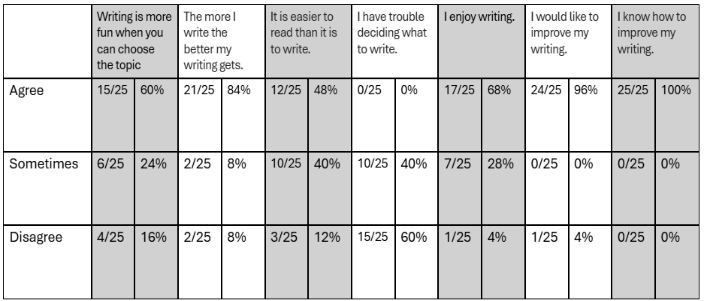 Writing is more
fun when you
can choose
the topic
The more I
write the
better my
writing gets.
It is easier to
read than it is
to write.
I have trouble
deciding what
to write.
I enjoy writing.
I would like to
improve my
writing.
I know how to
improve my
writing.
Agree 15/25 60% 21/25 84% 12/25 48% 0/25 0% 17/25 68% 24/25 96% 25/25 100%
Sometimes 6/25 24% 2/25 8% 10/25 40% 10/25 40% 7/25 28% 0/25 0% 0/25 0%
Disagree 4/25 16% 2/25 8% 3/25 12% 15/25 60% 1/25 4% 1/25 4% 0/25 0%